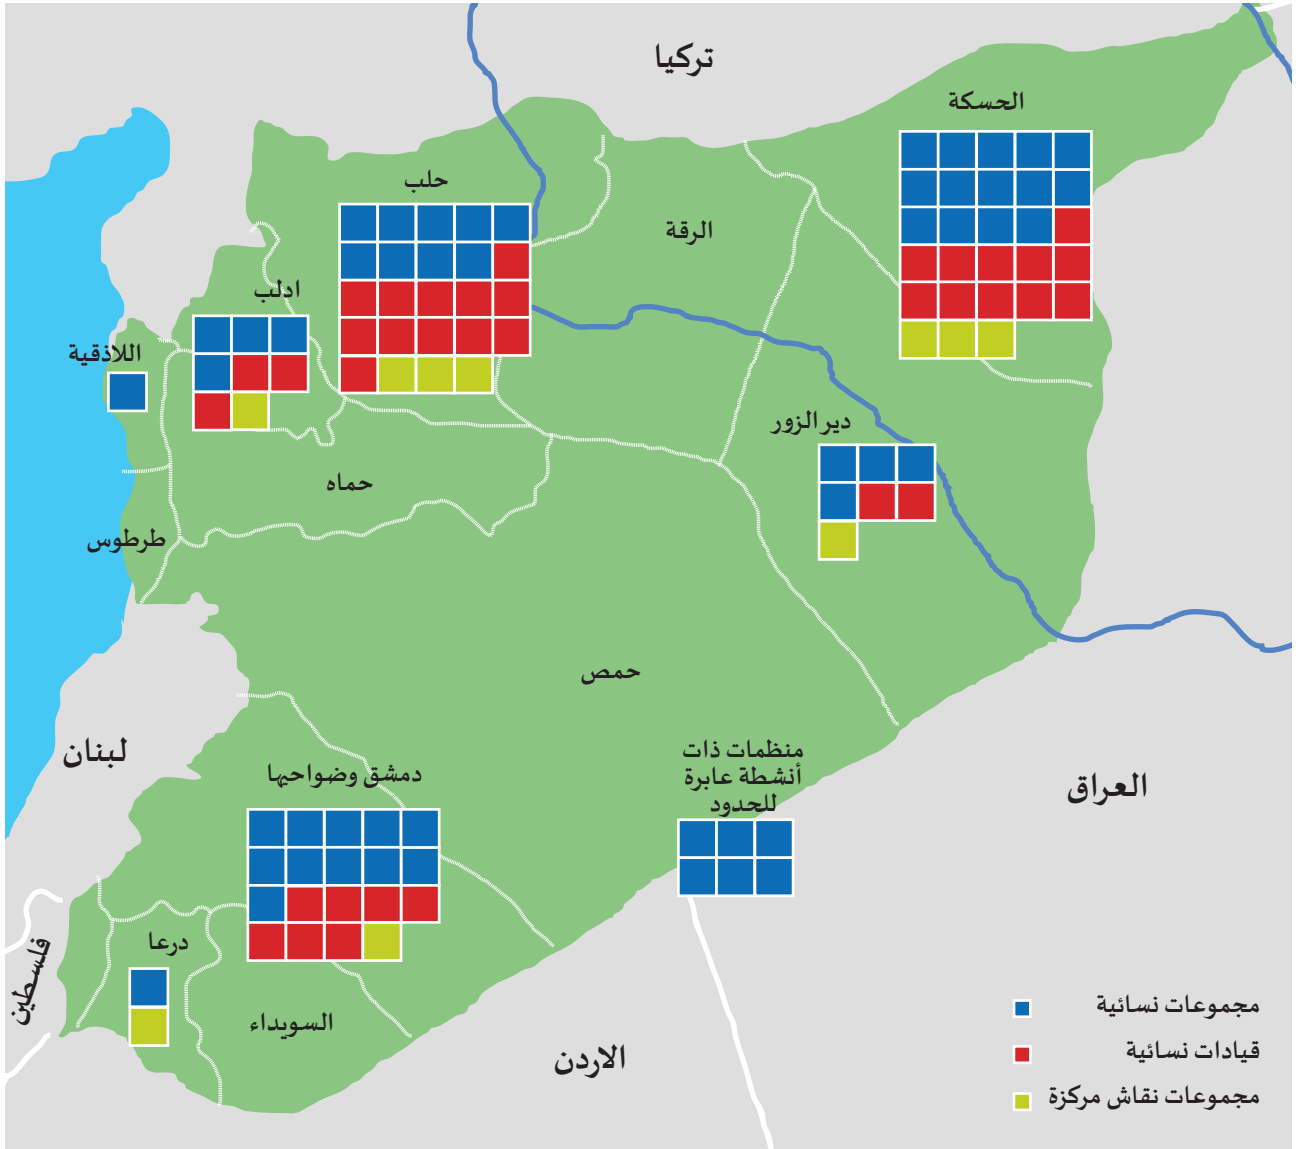 تركيا
الحسكة
حلب
الرقة
ادلب
اللاذقية
دير الزور
حماه
طرطوس
حمص
لبنان
منظمات ذات
أنشطة عابرة
للحدود
دمشق وضواحيها
العراق
درعا
فلسطين
السويداء
الاردن
مجموعات نسائية
قيادات نسائية
مجموعات نقاش مركزة